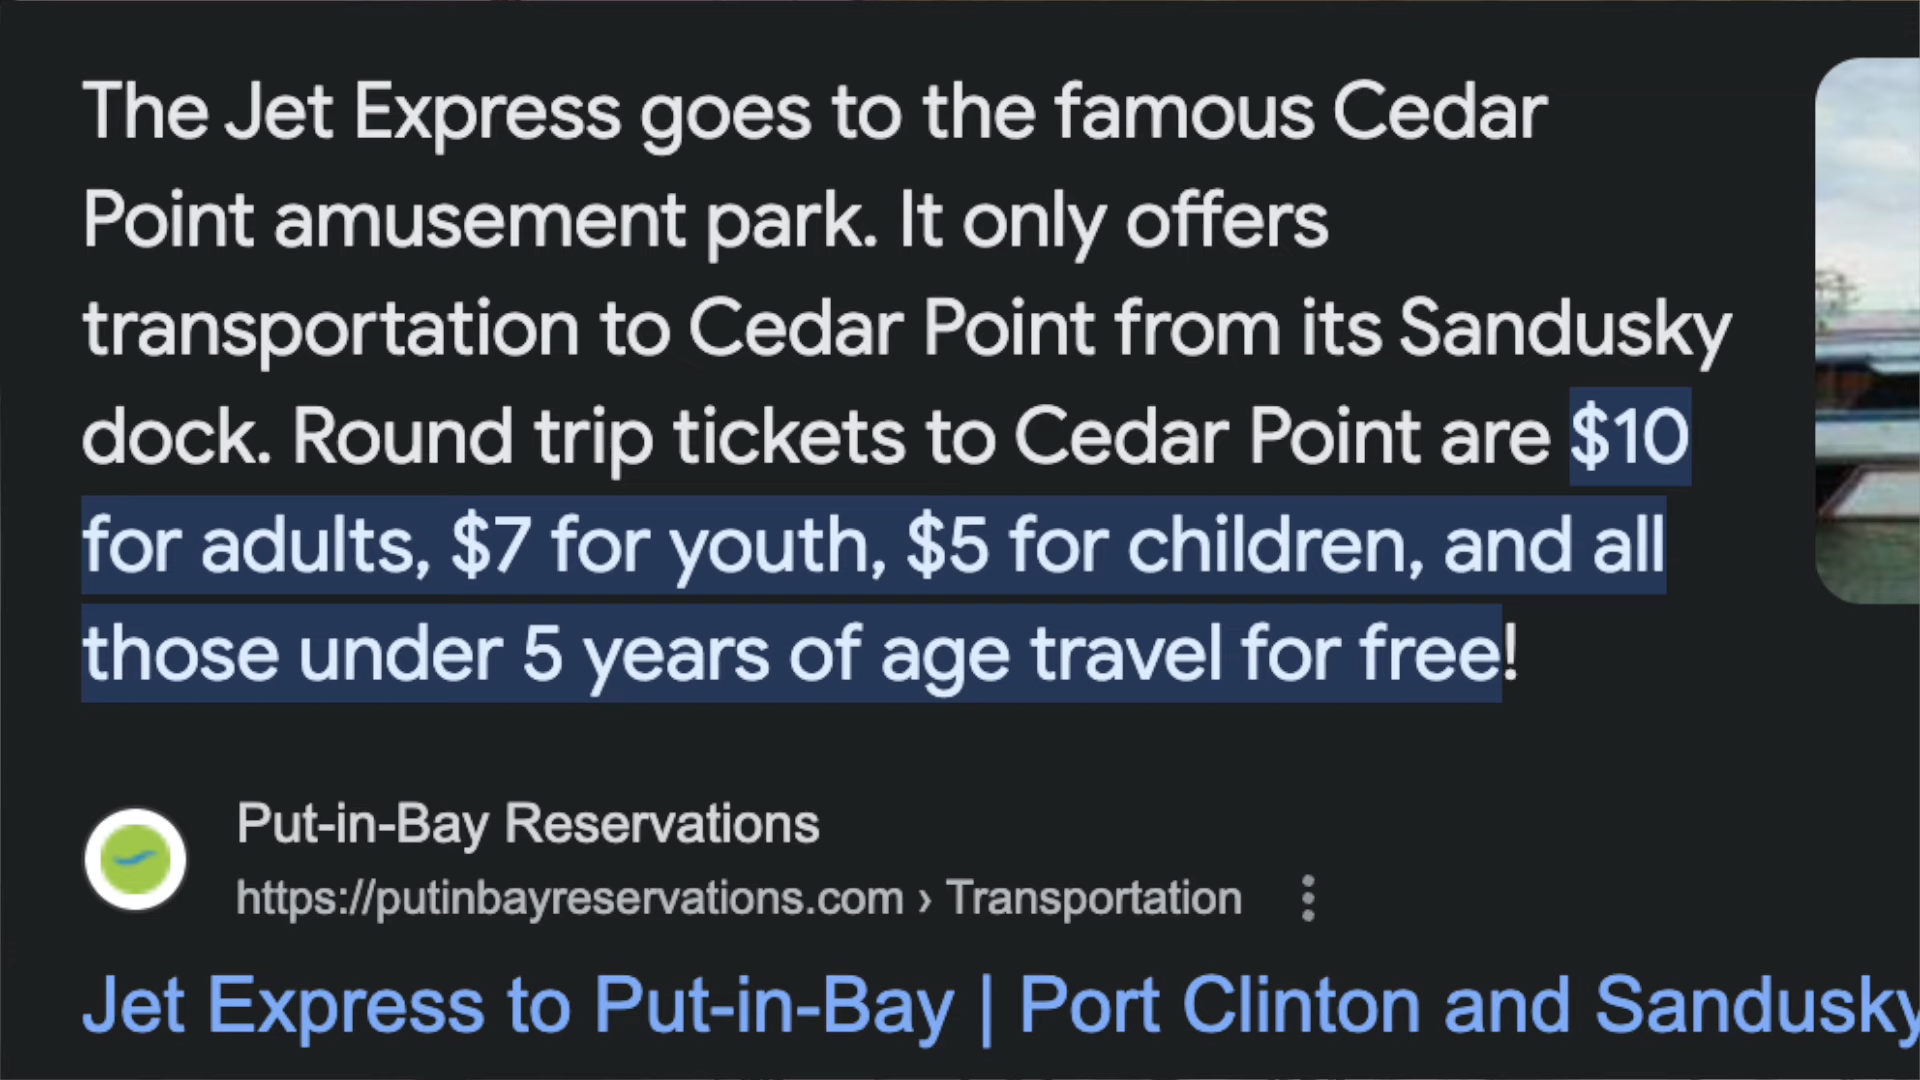 The Jet Express goes to the famous Cedar
Point amusement park. It only offers
transportation to Cedar Point from its Sandusky
dock. Round trip tickets to Cedar Point are $10
for adults, $7 for youth, $5 for children, and all
those under 5 years of age travel for free!
Put-in-Bay Reservations
https://putinbayreservations.com › Transportation
Jet Express to Put-in-Bay | Port Clinton and Sandusky